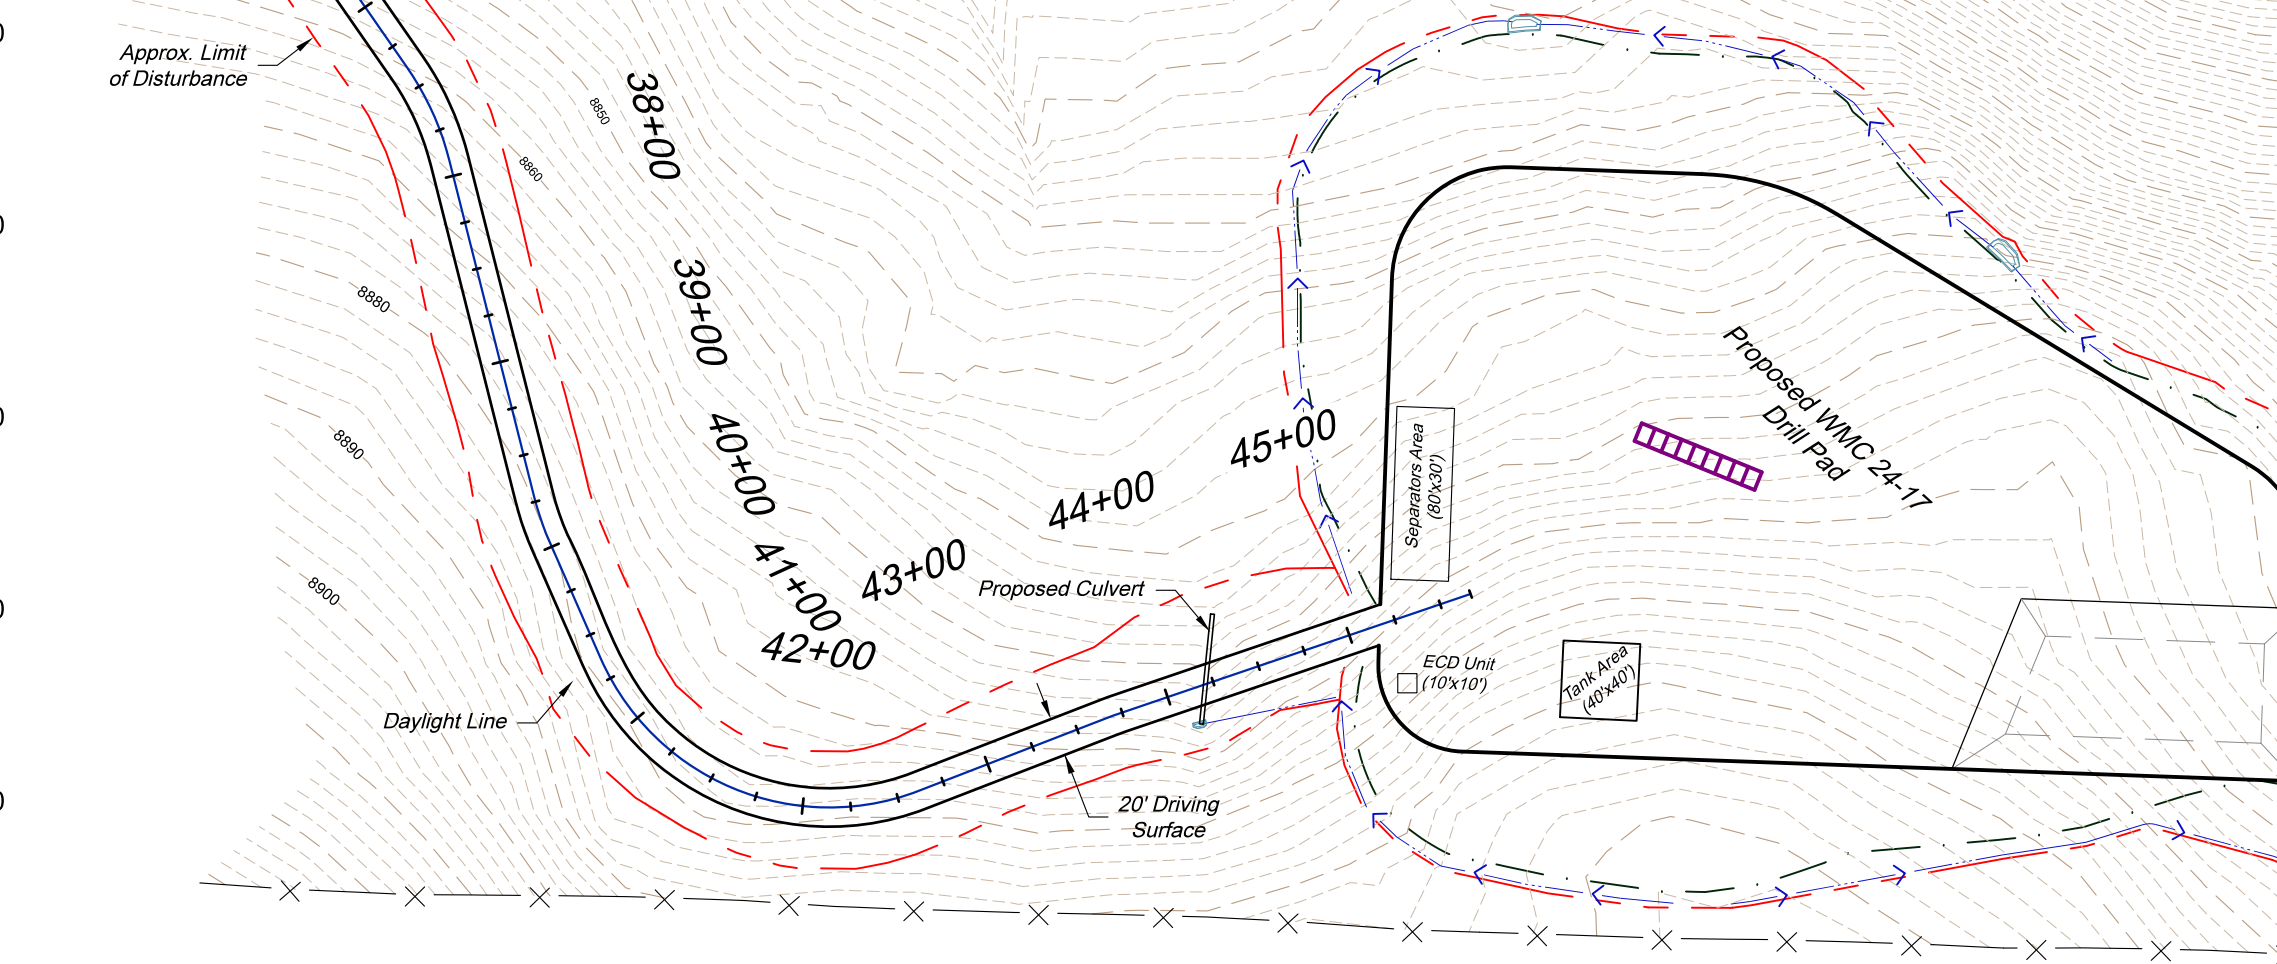 Approx. Limit
of Disturbance
38+00
8850
8860
39+00
8880
40+00
8890
41+00
8900
42+00
43+00
44+00
45+00
Proposed Culvert
Separators Area
(80'x30')
Proposed WMC 24-17
Drill Pad
ECD Unit
(10'x10')
Tank Area
(40'x40')
Daylight Line
20' Driving
Surface